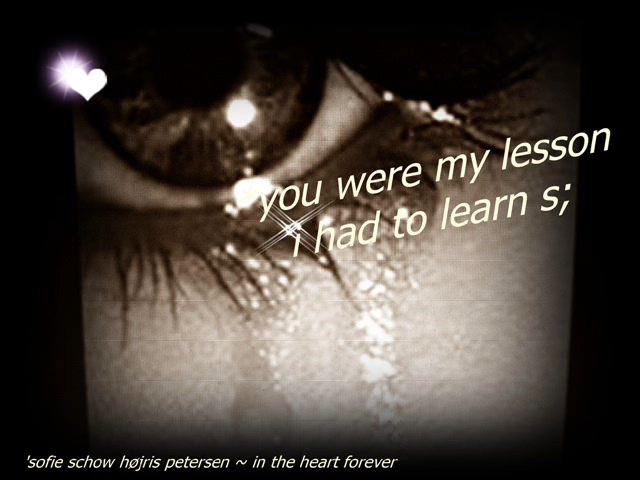 you were my lesson
i had to learn s;
'sofie schow højris petersen ~ in the heart forever